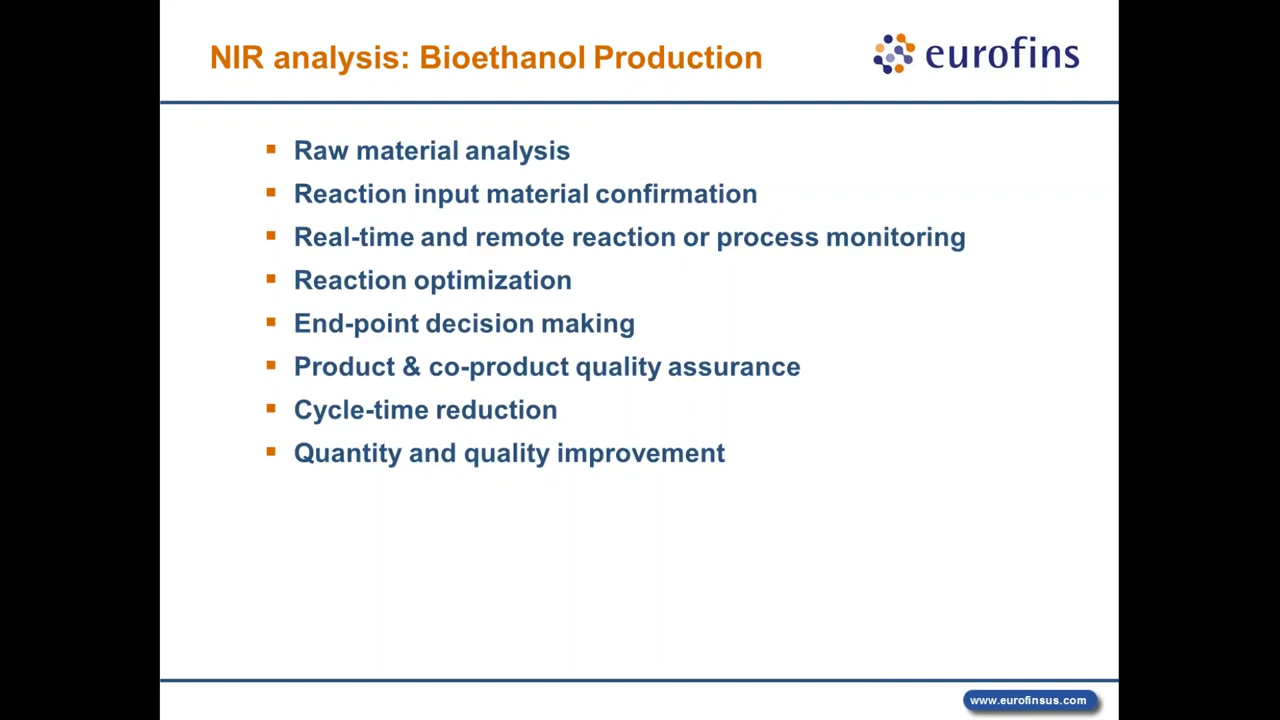 NIR analysis: Bioethanol Production
eurofins
Raw material analysis
Reaction input material confirmation
Real-time and remote reaction or process monitoring
Reaction optimization
End-point decision making
Product & co-product quality assurance
Cycle-time reduction
Quantity and quality improvement
www.eurofinsus.com